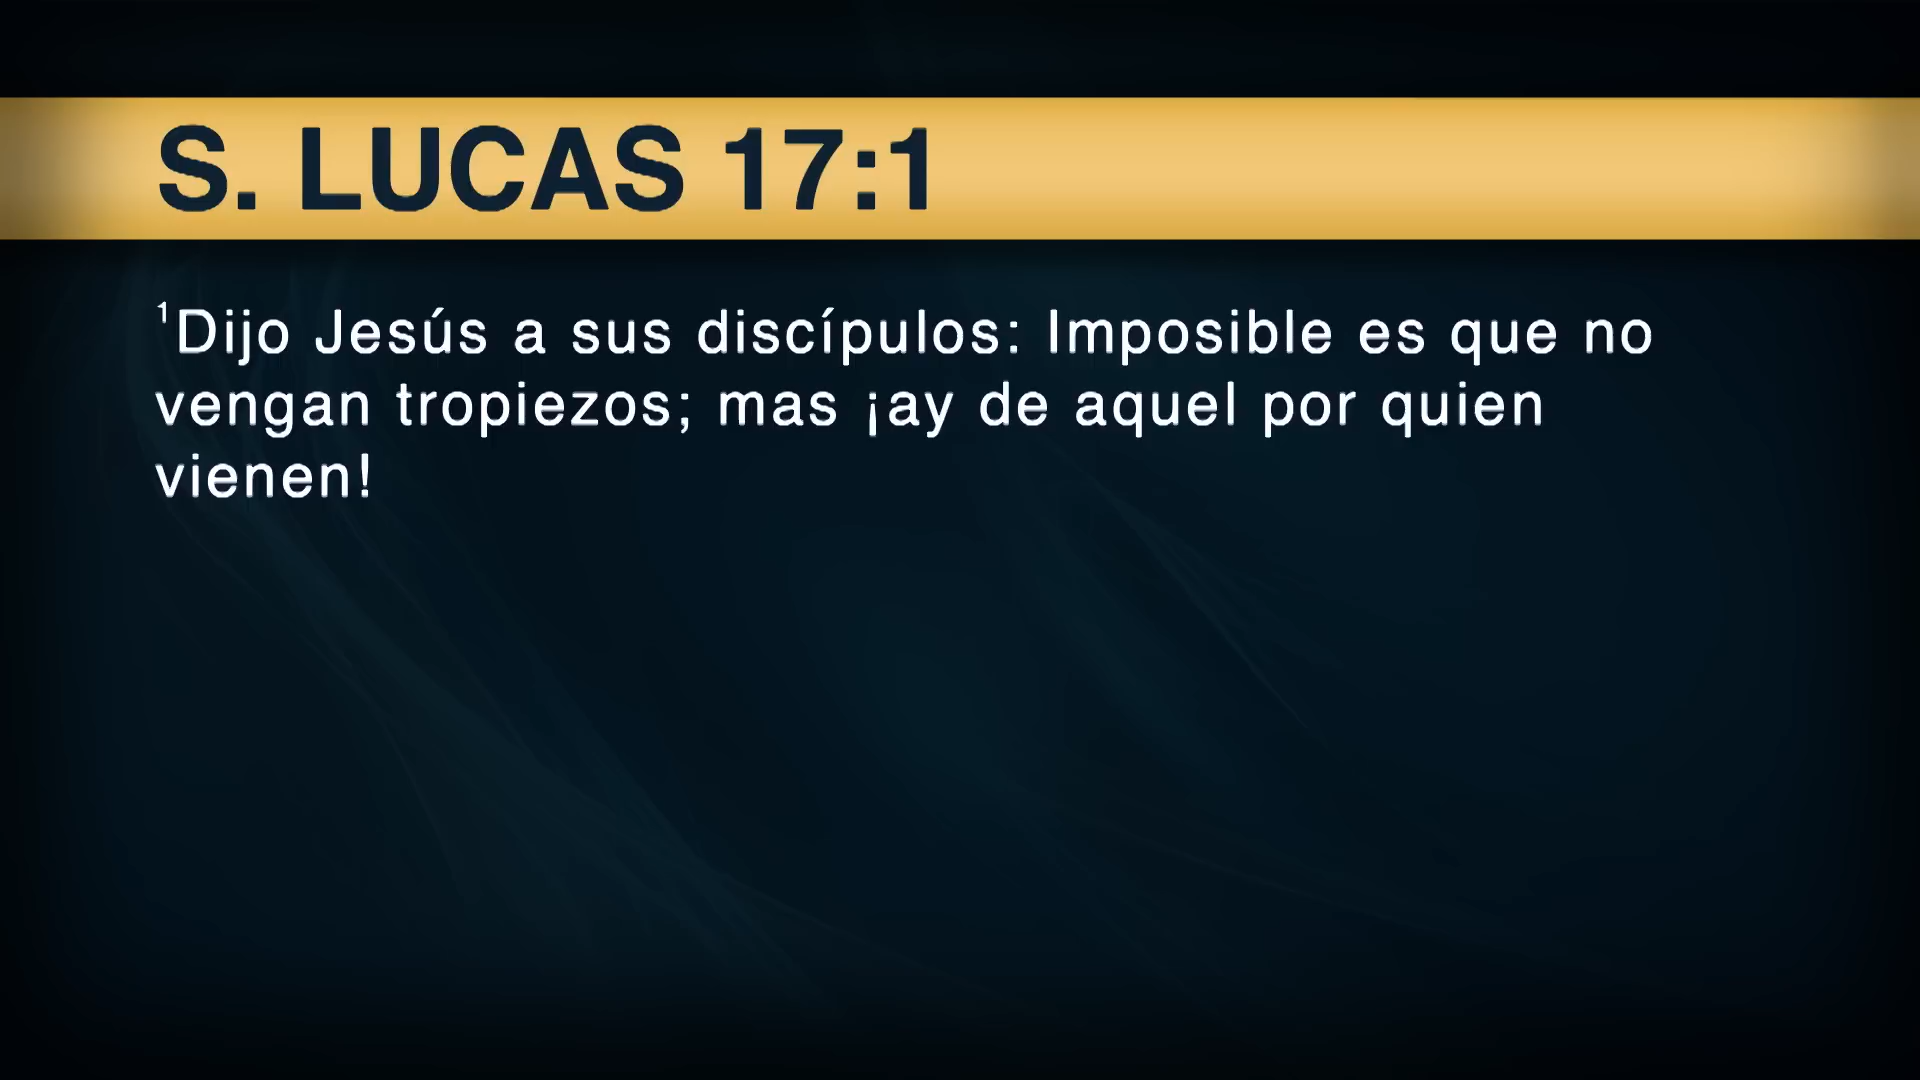 S. LUCAS 17:1
¹Dijo Jesús a sus discípulos: Imposible es que no
vengan tropiezos; mas ¡ay de aquel por quien
vienen!